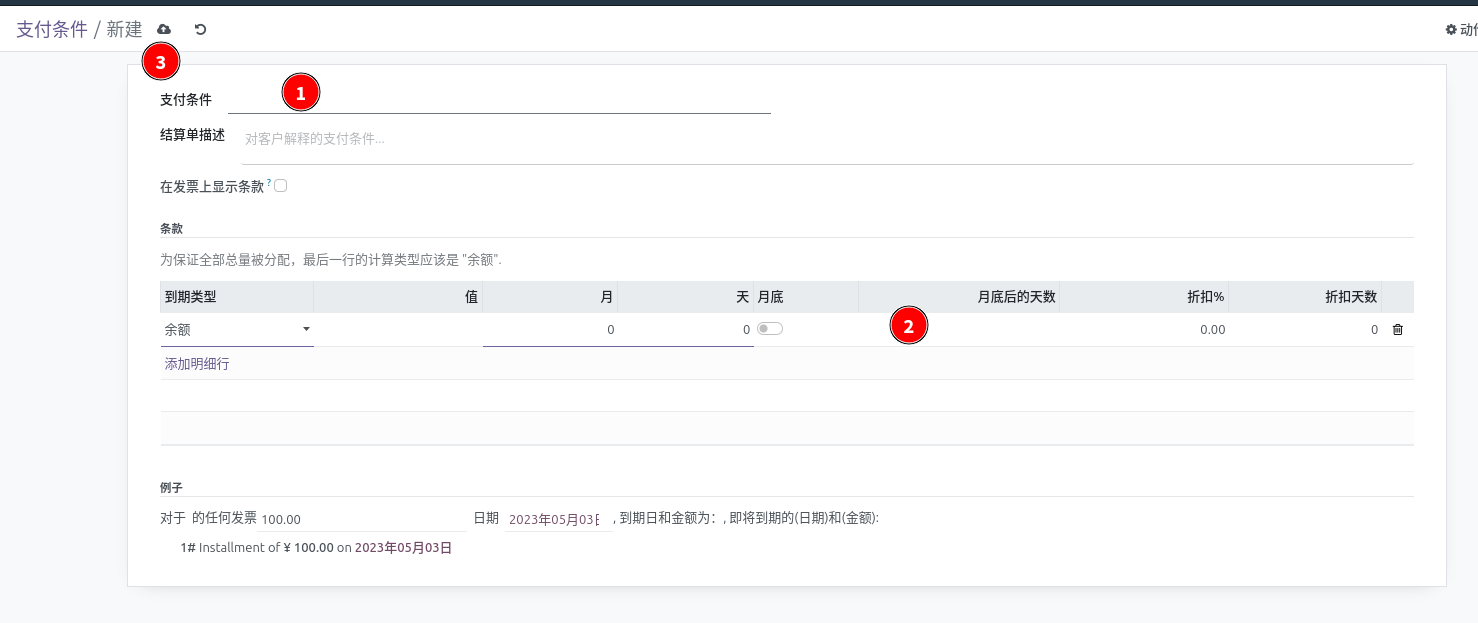 支付条件 / 新建
动作
3
支付条件
1
结算单描述
对客户解释的支付条件...
在发票上显示条款 ?
条款
为保证全部总量被分配，最后一行的计算类型应该是 "余额".
到期类型 值 月 天 月底 月底后的天数 折扣% 折扣天数
余额 0 0 2 0.00 0
添加明细行
例子
对于 的任何发票 100.00 日期 2023年05月03日 , 到期日和金额为：, 即将到期的(日期)和(金额):
1# Installment of ¥ 100.00 on 2023年05月03日